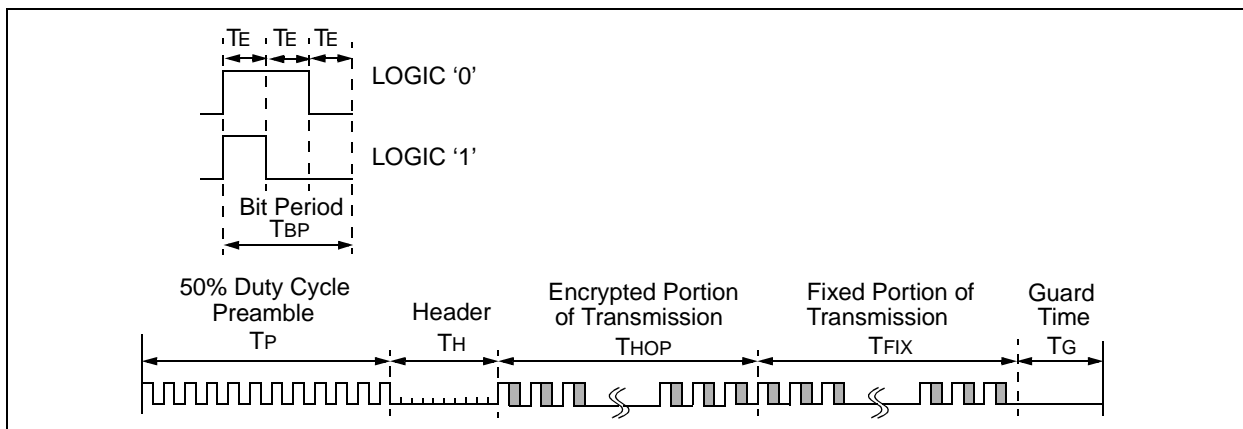 TE TE TE
LOGIC ‘0’
LOGIC ‘1’
Bit Period
TBP
50% Duty Cycle
Preamble
TP
Header
TH
Encrypted Portion
of Transmission
THOP
Fixed Portion of
Transmission
TFIX
Guard
Time
TG